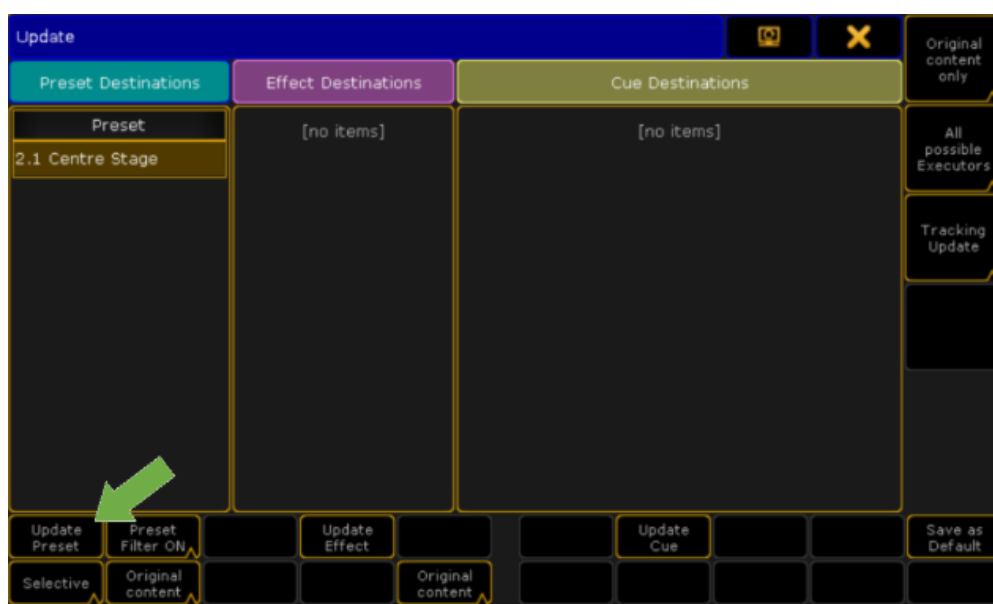 Update
Original
content
only
Preset Destinations
Effect Destinations
Cue Destinations
Preset
[no items]
[no items]
2.1 Centre Stage
All
possible
Executors
Tracking
Update
Update
Preset
Preset
Filter ON
Update
Effect
Update
Cue
Save as
Default
Selective
Original
content
Original
content